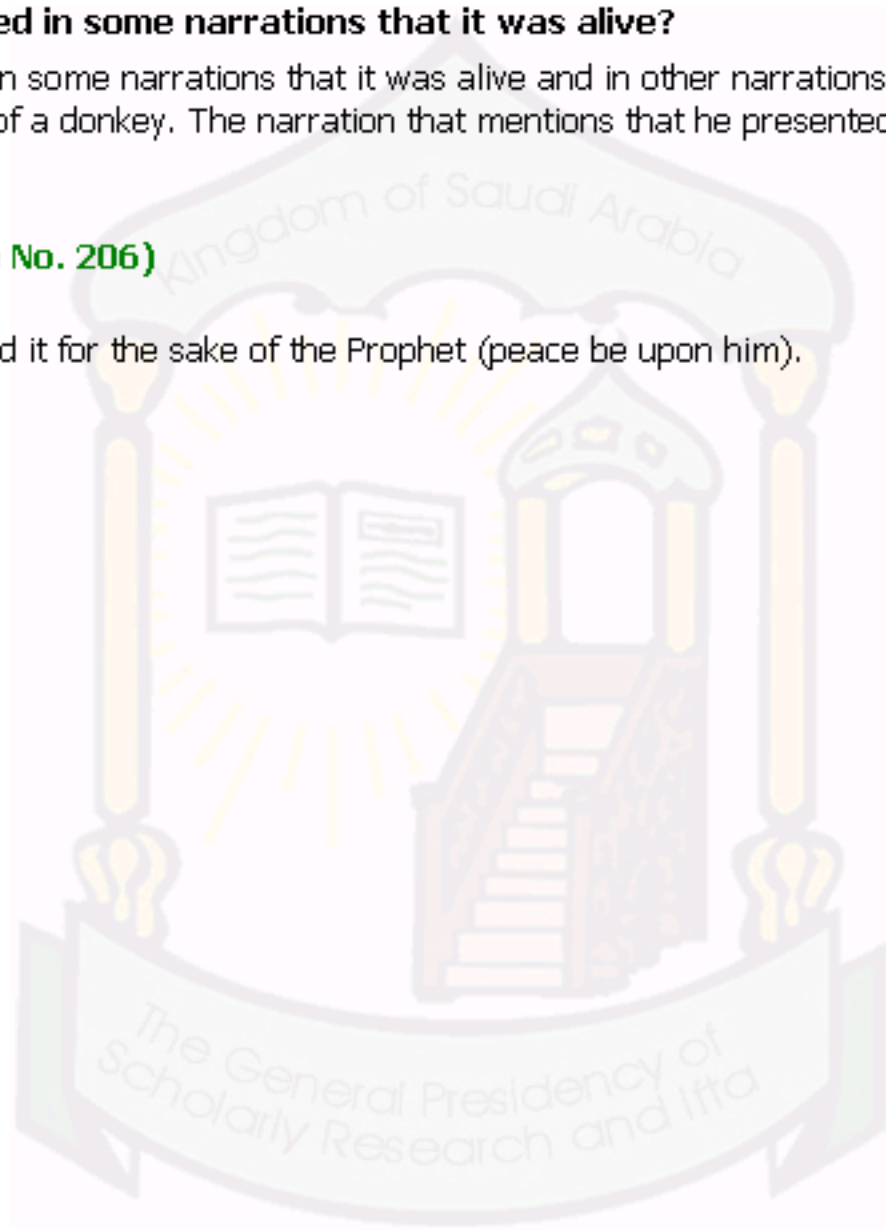 ed in some narrations that it was alive?
n some narrations that it was alive and in other narrations
of a donkey. The narration that mentions that he presented
No. 206)
d it for the sake of the Prophet (peace be upon him).
Kingdom of Saudi Arabia
The General Presidency of
Scholarly Research and Ifta